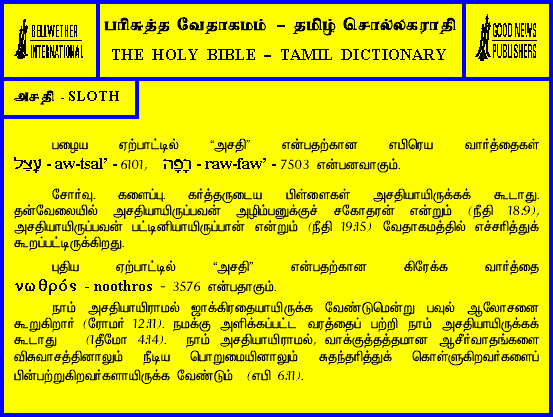 BELLWETHER INTERNATIONAL
பரிசுத்த வேதாகமம் – தமிழ் சொல்லகராதி
THE HOLY BIBLE – TAMIL DICTIONARY
GOOD NEWS PUBLISHERS
அசதி - SLOTH
பழைய ஏற்பாட்டில் “அசதி” என்பதற்கான எபிரெய வார்த்தைகள்
עָצַל - aw-tsal’ - 6101, רָפָה - raw-faw’ - 7503 என்பனவாகும்.
சோர்வு. களைப்பு. கர்த்தருடைய பிள்ளைகள் அசதியாயிருக்கக் கூடாது.
தன்வேலையில் அசதியாயிருப்பவன் அழிம்பனுக்குச் சகோதரன் என்றும் (நீதி 18:9),
அசதியாயிருப்பவன் பட்டினியாயிருப்பான் என்றும் (நீதி 19:15) வேதாகமத்தில் எச்சரித்துக்
கூறப்பட்டிருக்கிறது.
புதிய ஏற்பாட்டில் “அசதி” என்பதற்கான கிரேக்க வார்த்தை
νωθρός - noothros - 3576 என்பதாகும்.
நாம் அசதியாயிராமல் ஜாக்கிரதையாயிருக்க வேண்டுமென்று பவுல் ஆலோசனை
கூறுகிறார் (ரோமர் 12:11). நமக்கு அளிக்கப்பட்ட வரத்தைப் பற்றி நாம் அசதியாயிருக்கக்
கூடாது (1தீமோ 4:14). நாம் அசதியாயிராமல், வாக்குத்தத்தமான ஆசீர்வாதங்களை
விசுவாசத்தினாலும் நீடிய பொறுமையினாலும் சுதந்தரித்துக் கொள்ளுகிறவர்களைப்
பின்பற்றுகிறவர்களாயிருக்க வேண்டும் (எபி 6:11).